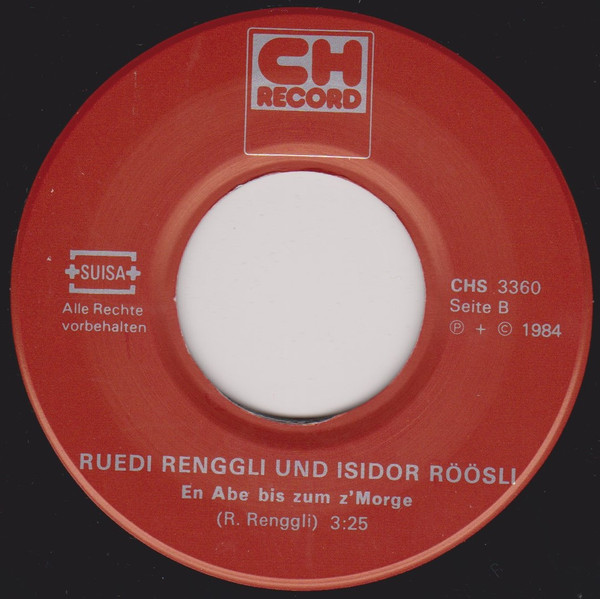 CH
RECORD
+SUISA+
Alle Rechte
vorbehalten
CHS 3360
Seite B
℗ + © 1984
RUEDI RENGGLI UND ISIDOR RÖÖSLI
En Abe bis zum z'Morge
(R. Renggli) 3:25